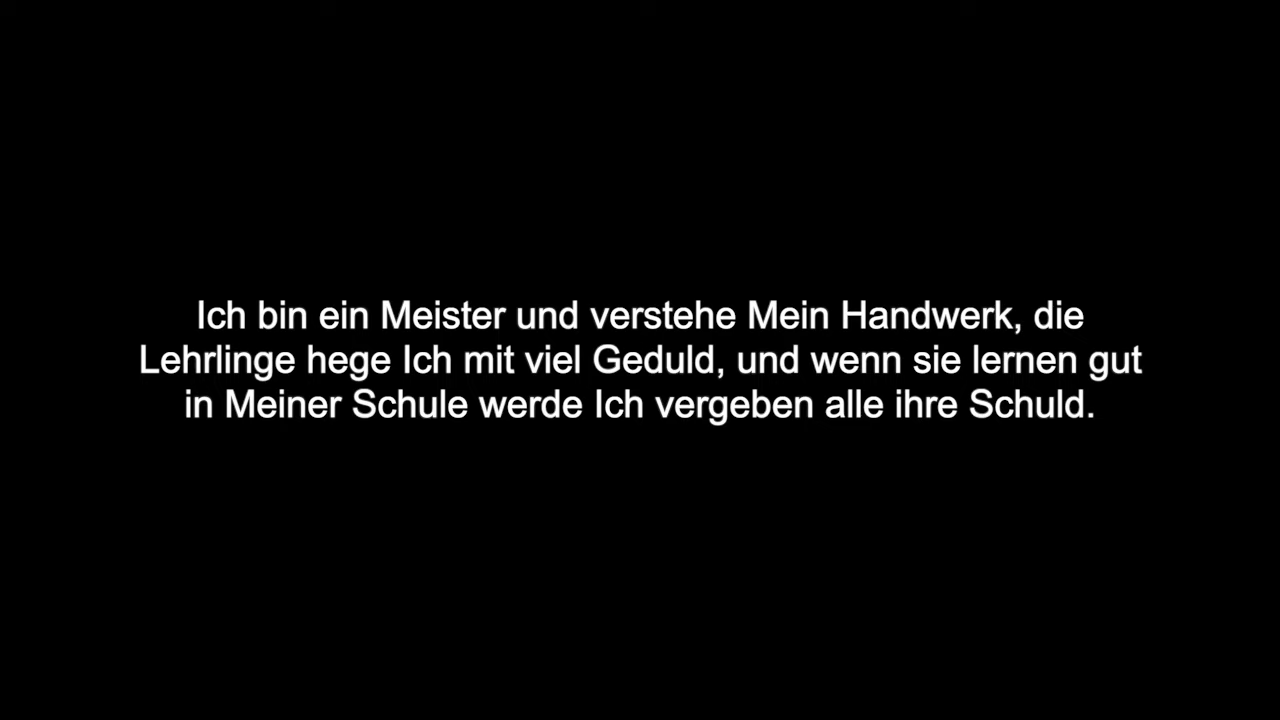 Ich bin ein Meister und verstehe Mein Handwerk, die
Lehrlinge hege Ich mit viel Geduld, und wenn sie lernen gut
in Meiner Schule werde Ich vergeben alle ihre Schuld.